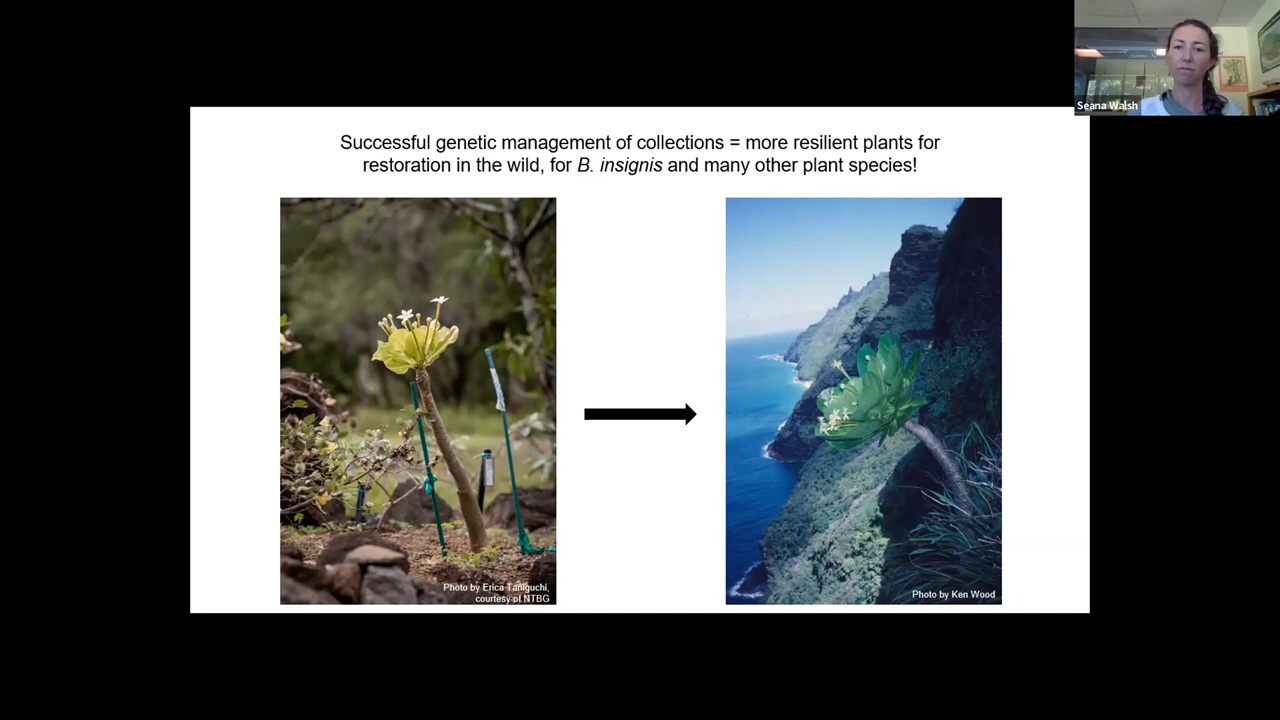 Seana Walsh
Successful genetic management of collections = more resilient plants for
restoration in the wild, for B. insignis and many other plant species!
Photo by Erica Taniguchi,
courtesy of NTBG
Photo by Ken Wood